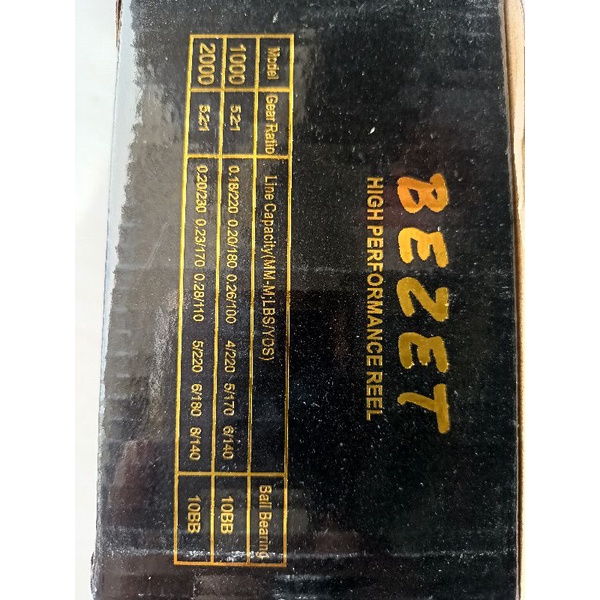 BEZET
HIGH PERFORMANCE REEL
Model Gear Ratio Line Capacity(MM-M;LBS/YDS) Ball Bearing
1000 5.2:1 0.18/220 0.20/180 0.26/100 4/220 5/170 6/140 10BB
2000 5.2:1 0.20/230 0.23/170 0.28/110 5/220 6/180 8/140 10BB